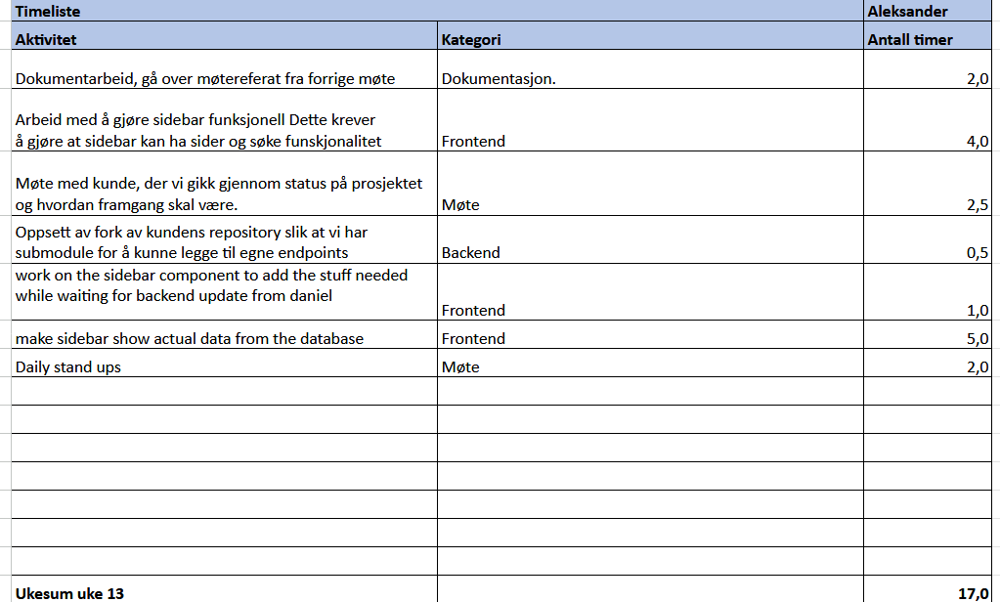 Timeliste Aleksander
Aktivitet Kategori Antall timer
Dokumentarbeid, gå over møtereferat fra forrige møte Dokumentasjon. 2,0
Arbeid med å gjøre sidebar funksjonell Dette krever
å gjøre at sidebar kan ha sider og søke funskjonalitet Frontend 4,0
Møte med kunde, der vi gikk gjennom status på prosjektet
og hvordan framgang skal være. Møte 2,5
Oppsett av fork av kundens repository slik at vi har
submodule for å kunne legge til egne endpoints Backend 0,5
work on the sidebar component to add the stuff needed
while waiting for backend update from daniel
Frontend 1,0
make sidebar show actual data from the database Frontend 5,0
Daily stand ups Møte 2,0
Ukesum uke 13 17,0